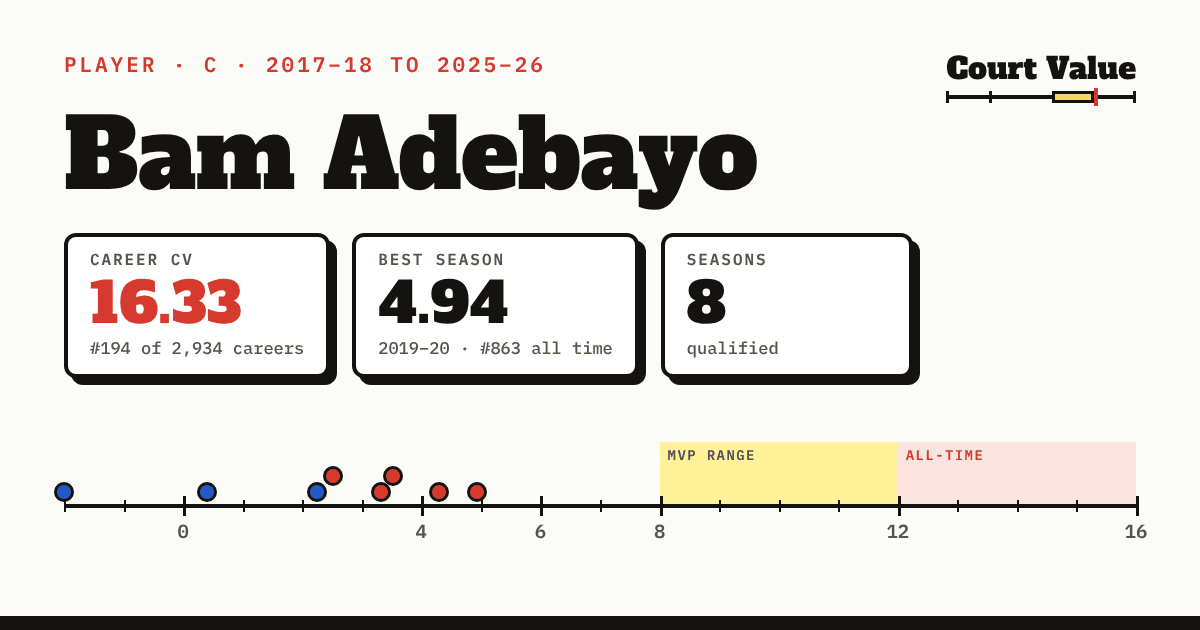 PLAYER · C · 2017–18 TO 2025–26
Court Value
Bam Adebayo
CAREER CV
16.33
#194 of 2,934 careers
BEST SEASON
4.94
2019–20 · #863 all time
SEASONS
8
qualified
MVP RANGE
ALL-TIME
0 4 6 8 12 16